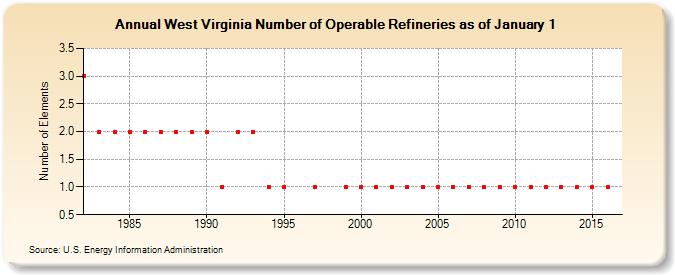 Annual West Virginia Number of Operable Refineries as of January 1
Number of Elements
3.5
3.0
2.5
2.0
1.5
1.0
0.5
1985 1990 1995 2000 2005 2010 2015
Source: U.S. Energy Information Administration